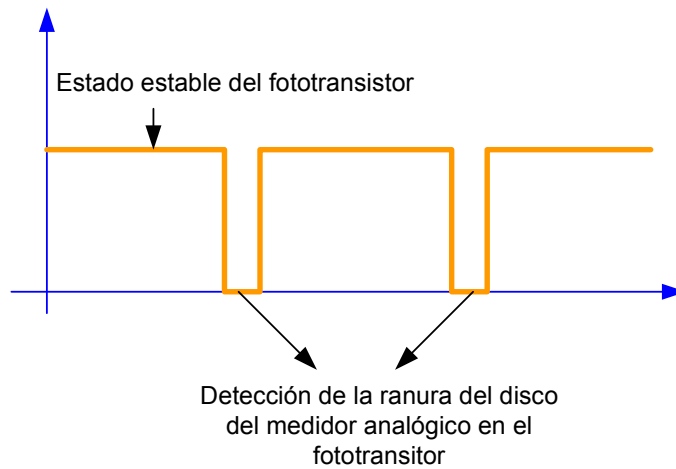 Estado estable del fototransistor
Detección de la ranura del disco
del medidor analógico en el
fototransitor